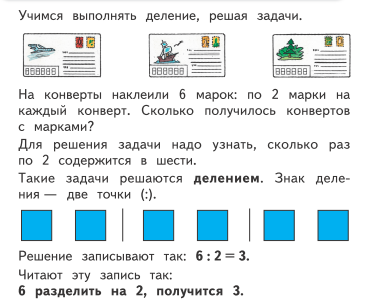 Учимся выполнять деление, решая задачи.
На конверты наклеили 6 марок: по 2 марки на
каждый конверт. Сколько получилось конвертов
с марками?
Для решения задачи надо узнать, сколько раз
по 2 содержится в шести.
Такие задачи решаются делением. Знак деле-
ния — две точки (:).
Решение записывают так: 6 : 2 = 3.
Читают эту запись так:
6 разделить на 2, получится 3.